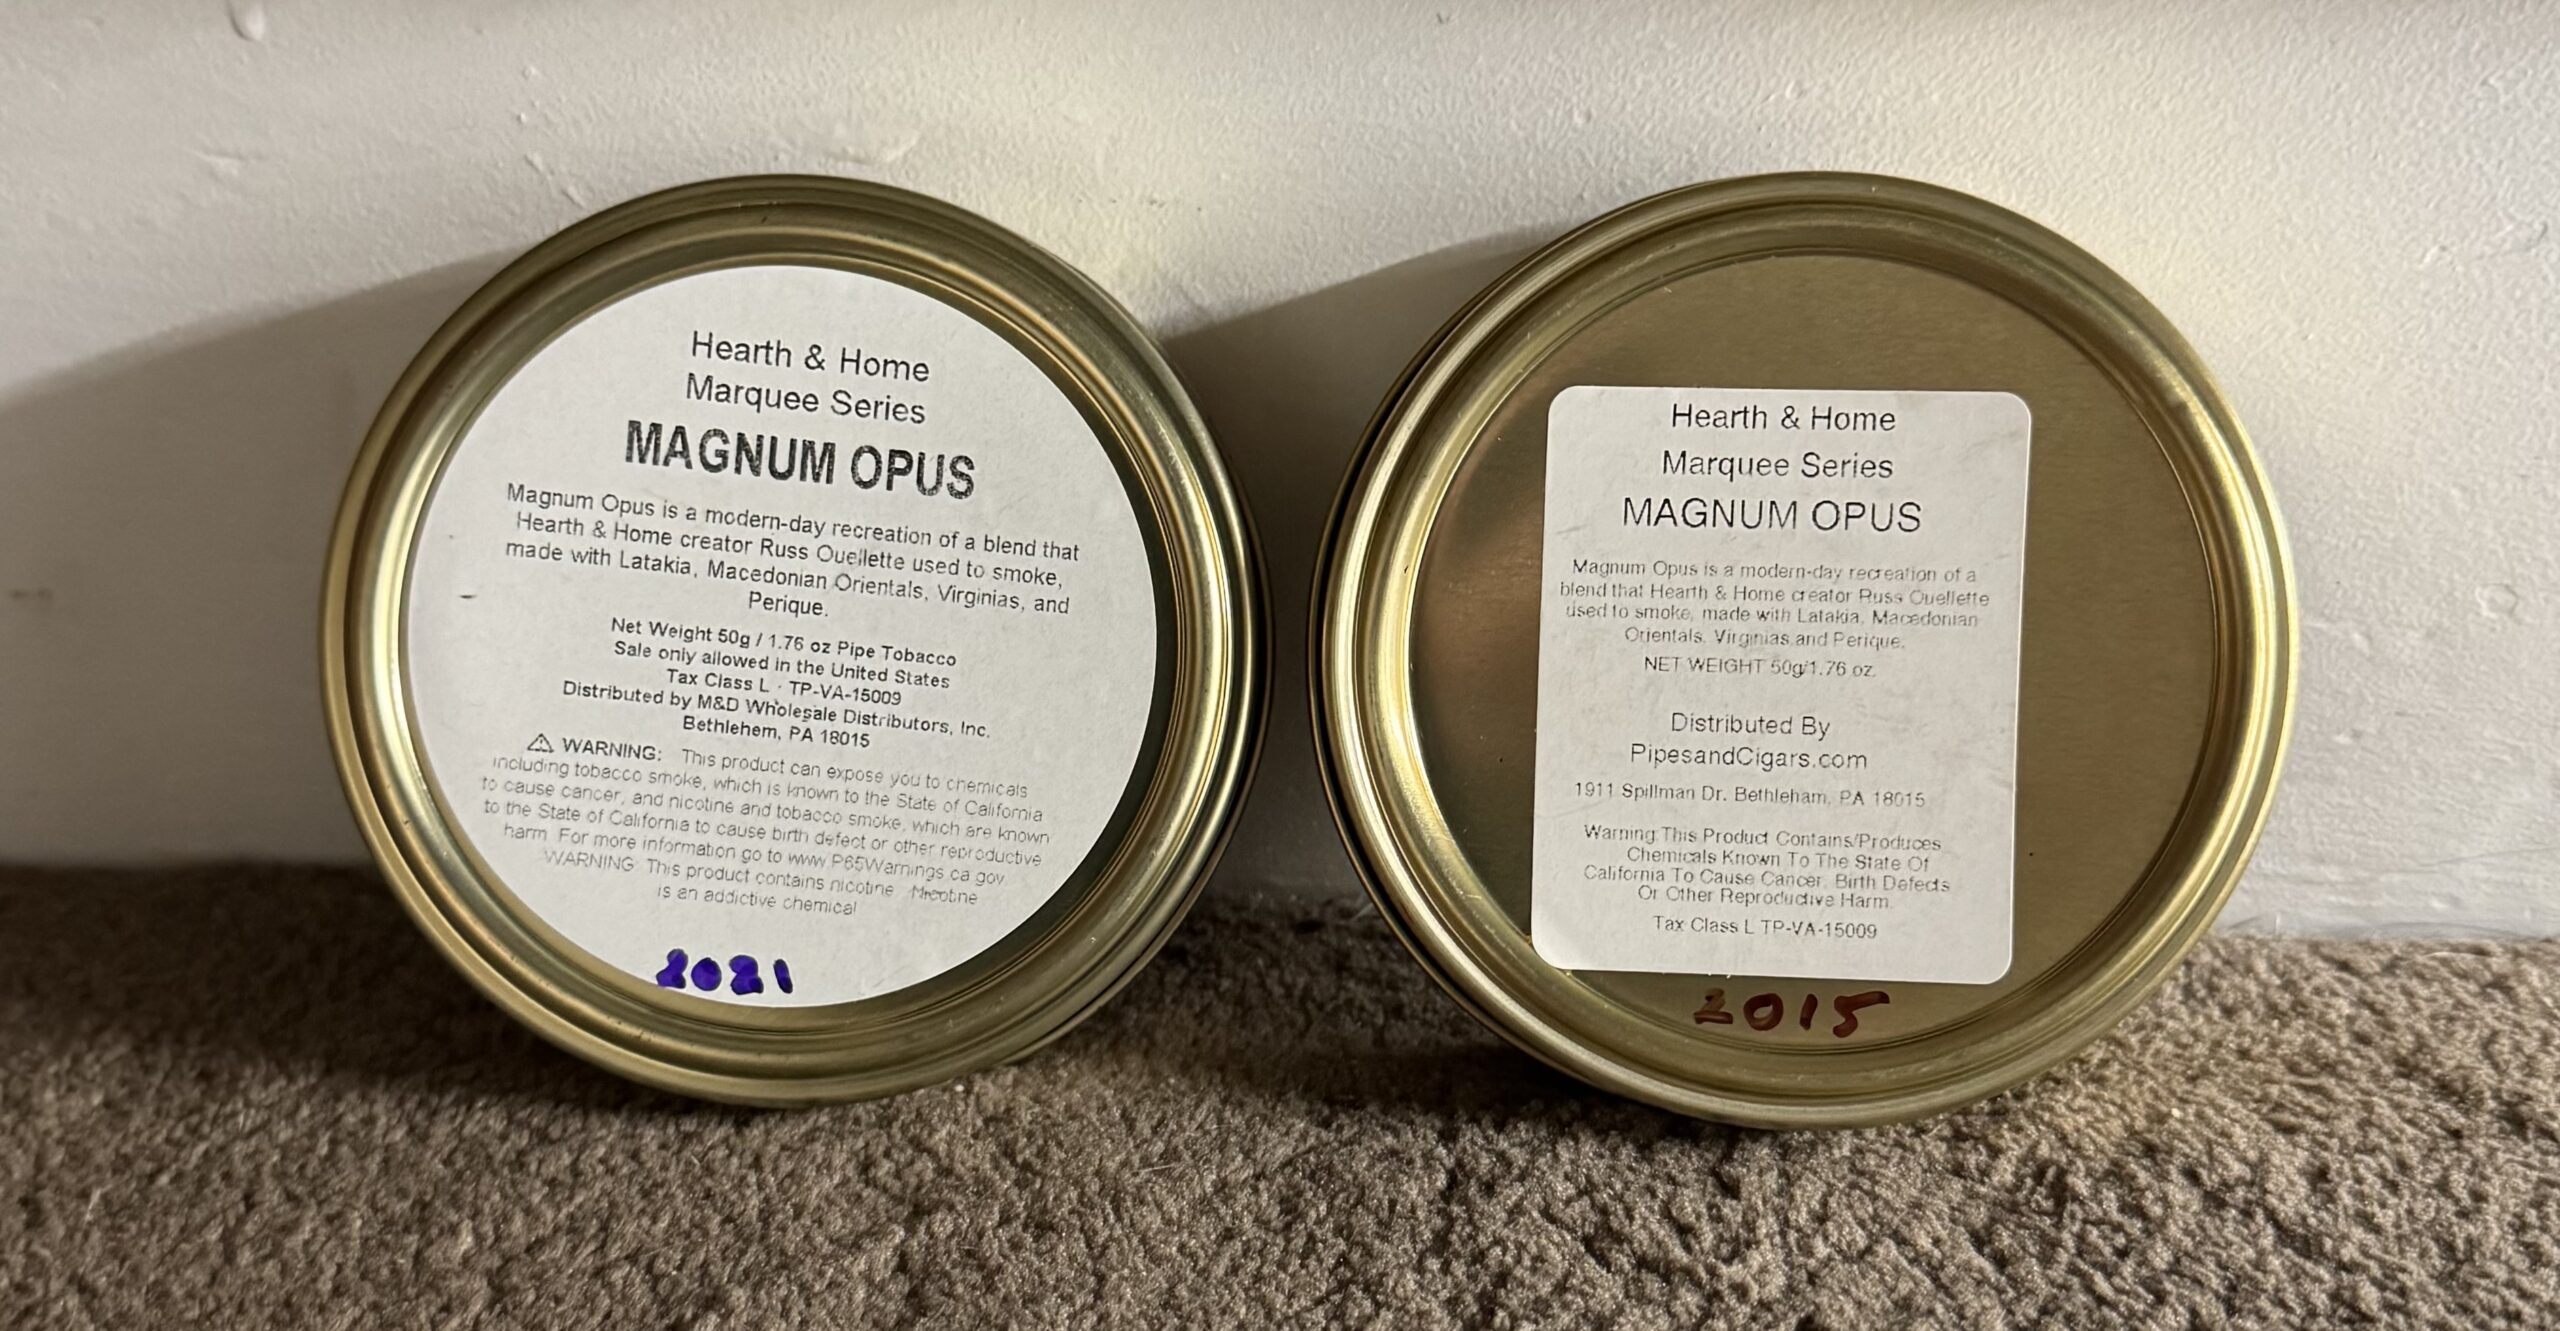 Hearth & Home
Marquee Series
MAGNUM OPUS
Magnum Opus is a modern-day recreation of a blend that
Hearth & Home creator Russ Ouellette used to smoke,
made with Latakia, Macedonian Orientals, Virginias, and
Perique.
Net Weight 50g / 1.76 oz Pipe Tobacco
Sale only allowed in the United States
Tax Class L - TP-VA-15009
Distributed by M&D Wholesale Distributors, Inc.
Bethlehem, PA 18015
⚠ WARNING: This product can expose you to chemicals
including tobacco smoke, which is known to the State of California
to cause cancer, and nicotine and tobacco smoke, which are known
to the State of California to cause birth defect or other reproductive
harm. For more information go to www.P65Warnings.ca.gov.
WARNING: This product contains nicotine. Nicotine
is an addictive chemical
2021
Hearth & Home
Marquee Series
MAGNUM OPUS
Magnum Opus is a modern-day recreation of a
blend that Hearth & Home creator Russ Ouellette
used to smoke, made with Latakia, Macedonian
Orientals, Virginias and Perique.
NET WEIGHT 50g/1.76 oz.
Distributed By
PipesandCigars.com
1911 Spillman Dr. Bethleham, PA 18015
Warning:This Product Contains/Produces
Chemicals Known To The State Of
California To Cause Cancer, Birth Defects
Or Other Reproductive Harm.
Tax Class L TP-VA-15009
2015